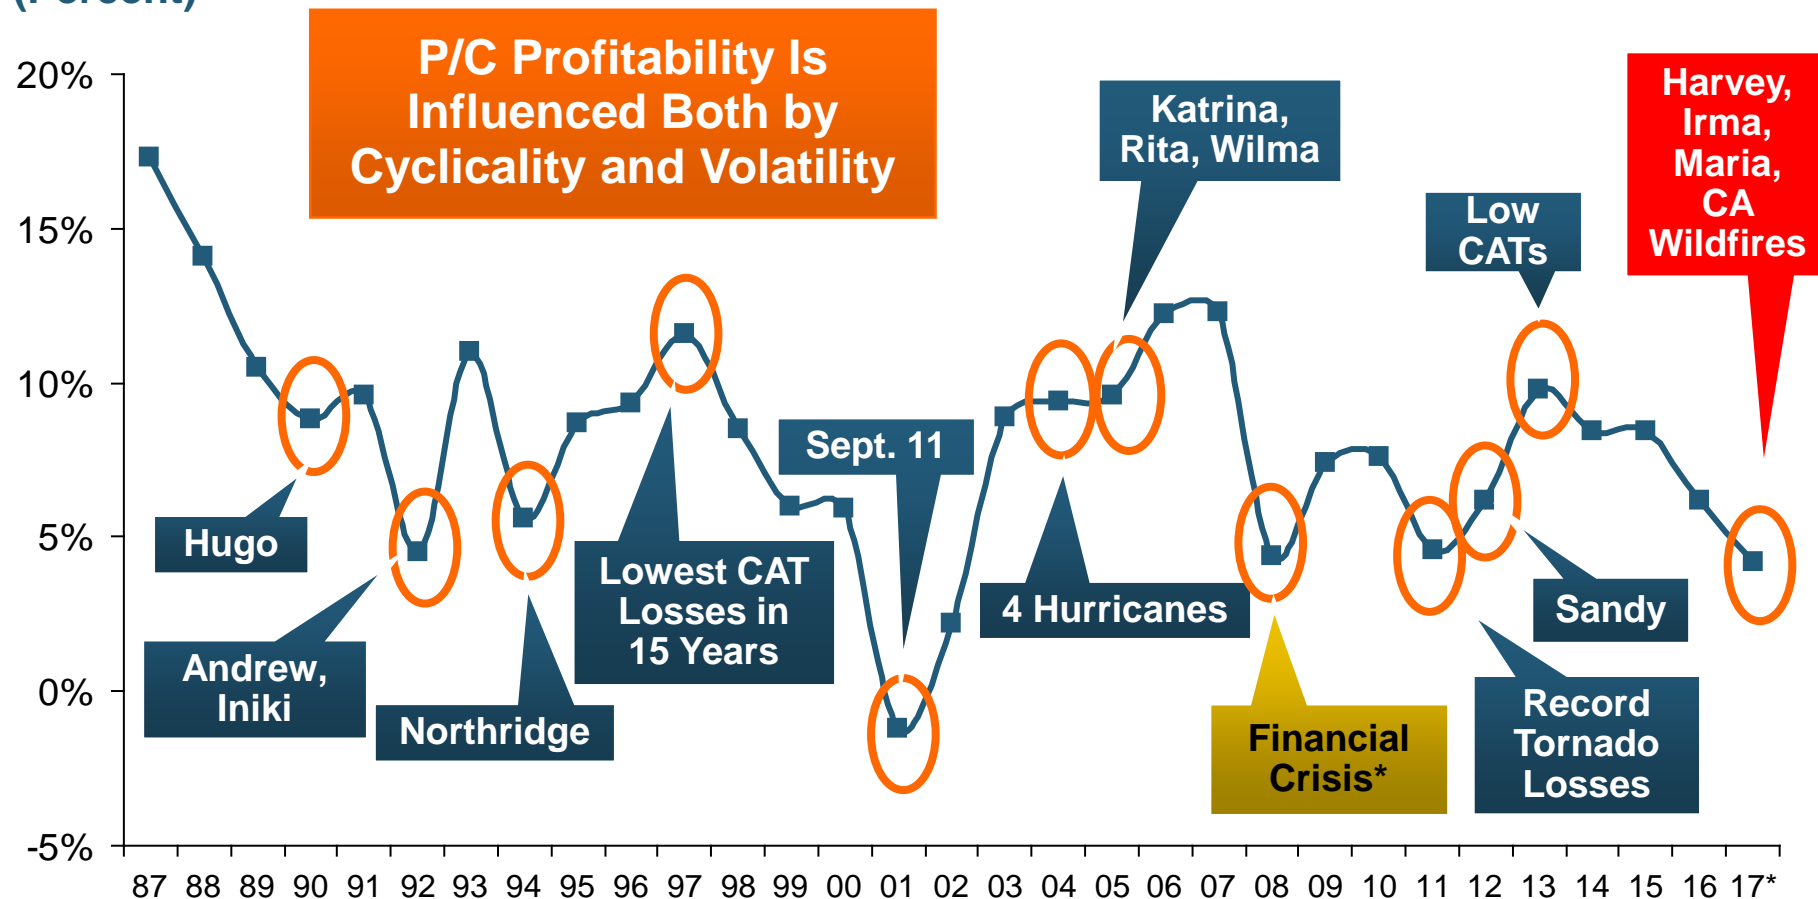 (Percent)
P/C Profitability Is
Influenced Both by
Cyclicality and Volatility
Katrina,
Rita, Wilma
Harvey,
Irma,
Maria,
CA
Wildfires
Low
CATs
Sept. 11
Hugo
Lowest CAT
Losses in
15 Years
4 Hurricanes
Sandy
Andrew,
Iniki
Northridge
Financial
Crisis*
Record
Tornado
Losses
20%
15%
10%
5%
0%
-5%
87 88 89 90 91 92 93 94 95 96 97 98 99 00 01 02 03 04 05 06 07 08 09 10 11 12 13 14 15 16 17*